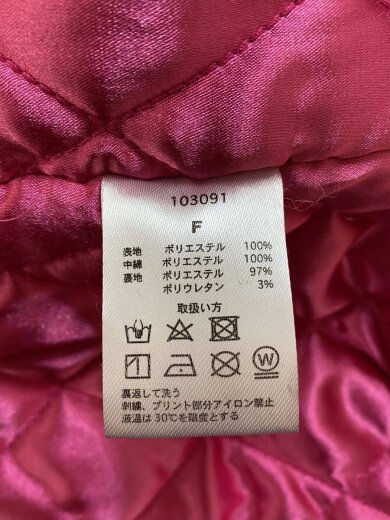 103091
F
表地 ポリエステル 100%
中綿 ポリエステル 100%
裏地 ポリエステル 97%
ポリウレタン 3%
取扱い方
W
裏返して洗う
刺繍、プリント部分アイロン禁止
液温は30℃を限度とする